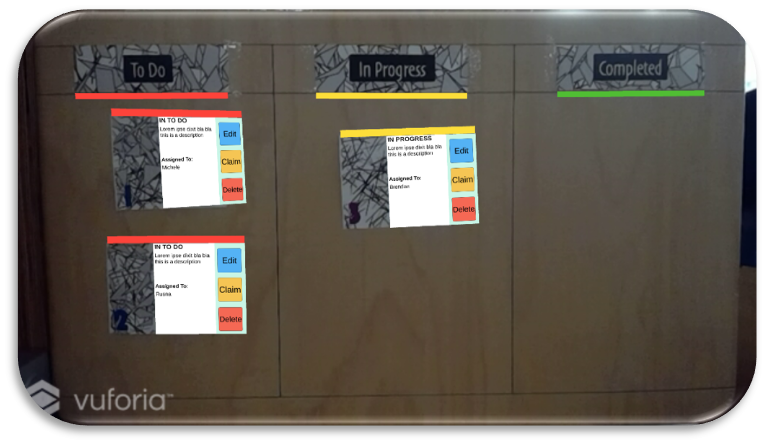 To Do
In Progress
Completed
IN TO DO
Lorem ipse dixit bla bla
this is a description
Assigned To:
Michele
Edit
Claim
Delete
1
IN PROGRESS
Lorem ipse dixit bla bla
this is a description
Assigned To:
Brandon
Edit
Claim
Delete
3
IN TO DO
Lorem ipse dixit bla bla
this is a description
Assigned To:
Edit
Claim
Delete
2
vuforia™